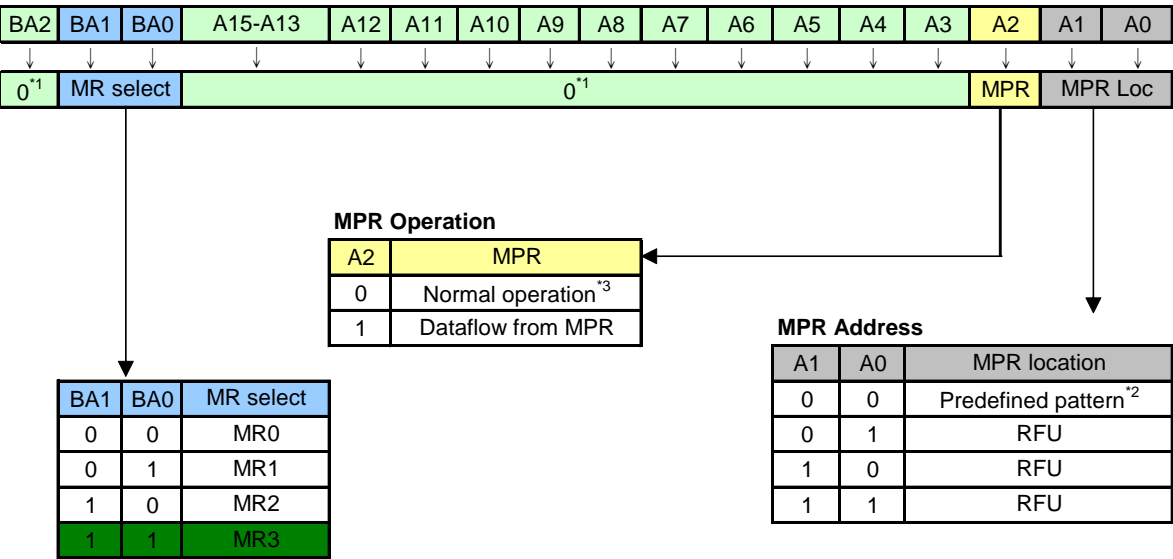 BA2 BA1 BA0 A15-A13 A12 A11 A10 A9 A8 A7 A6 A5 A4 A3 A2 A1 A0
0*1 MR select 0*1 MPR MPR Loc
MPR Operation
A2 MPR
0 Normal operation*3
1 Dataflow from MPR
MPR Address
A1 A0 MPR location
0 0 Predefined pattern*2
0 1 RFU
1 0 RFU
1 1 RFU
BA1 BA0 MR select
0 0 MR0
0 1 MR1
1 0 MR2
1 1 MR3